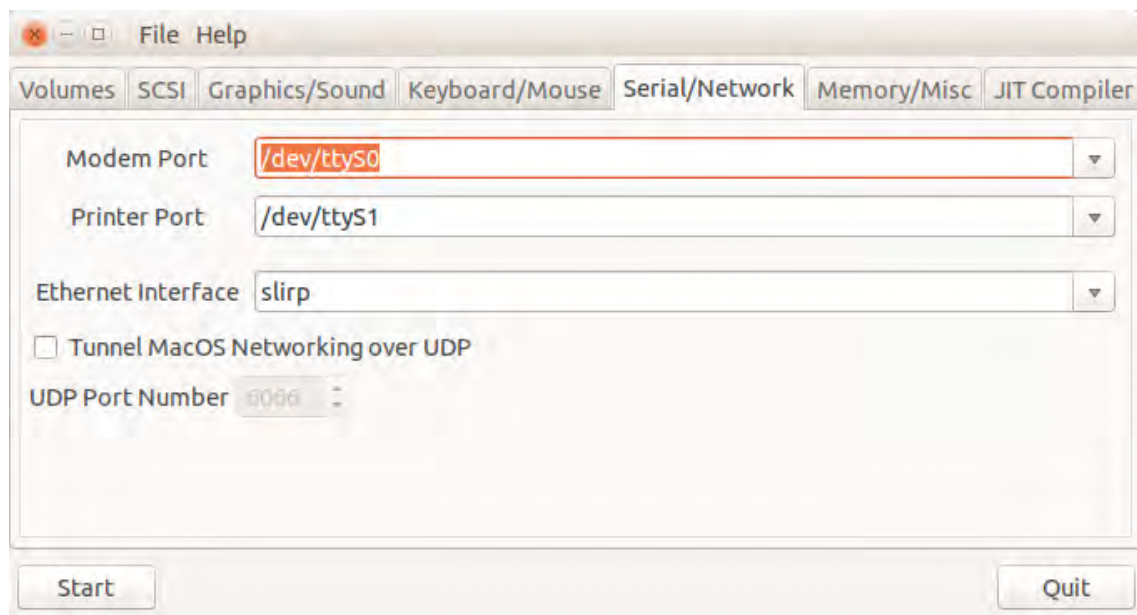 File Help
Volumes SCSI Graphics/Sound Keyboard/Mouse Serial/Network Memory/Misc JIT Compiler
Modem Port /dev/ttyS0
Printer Port /dev/ttyS1
Ethernet Interface slirp
Tunnel MacOS Networking over UDP
UDP Port Number 6066
Start Quit